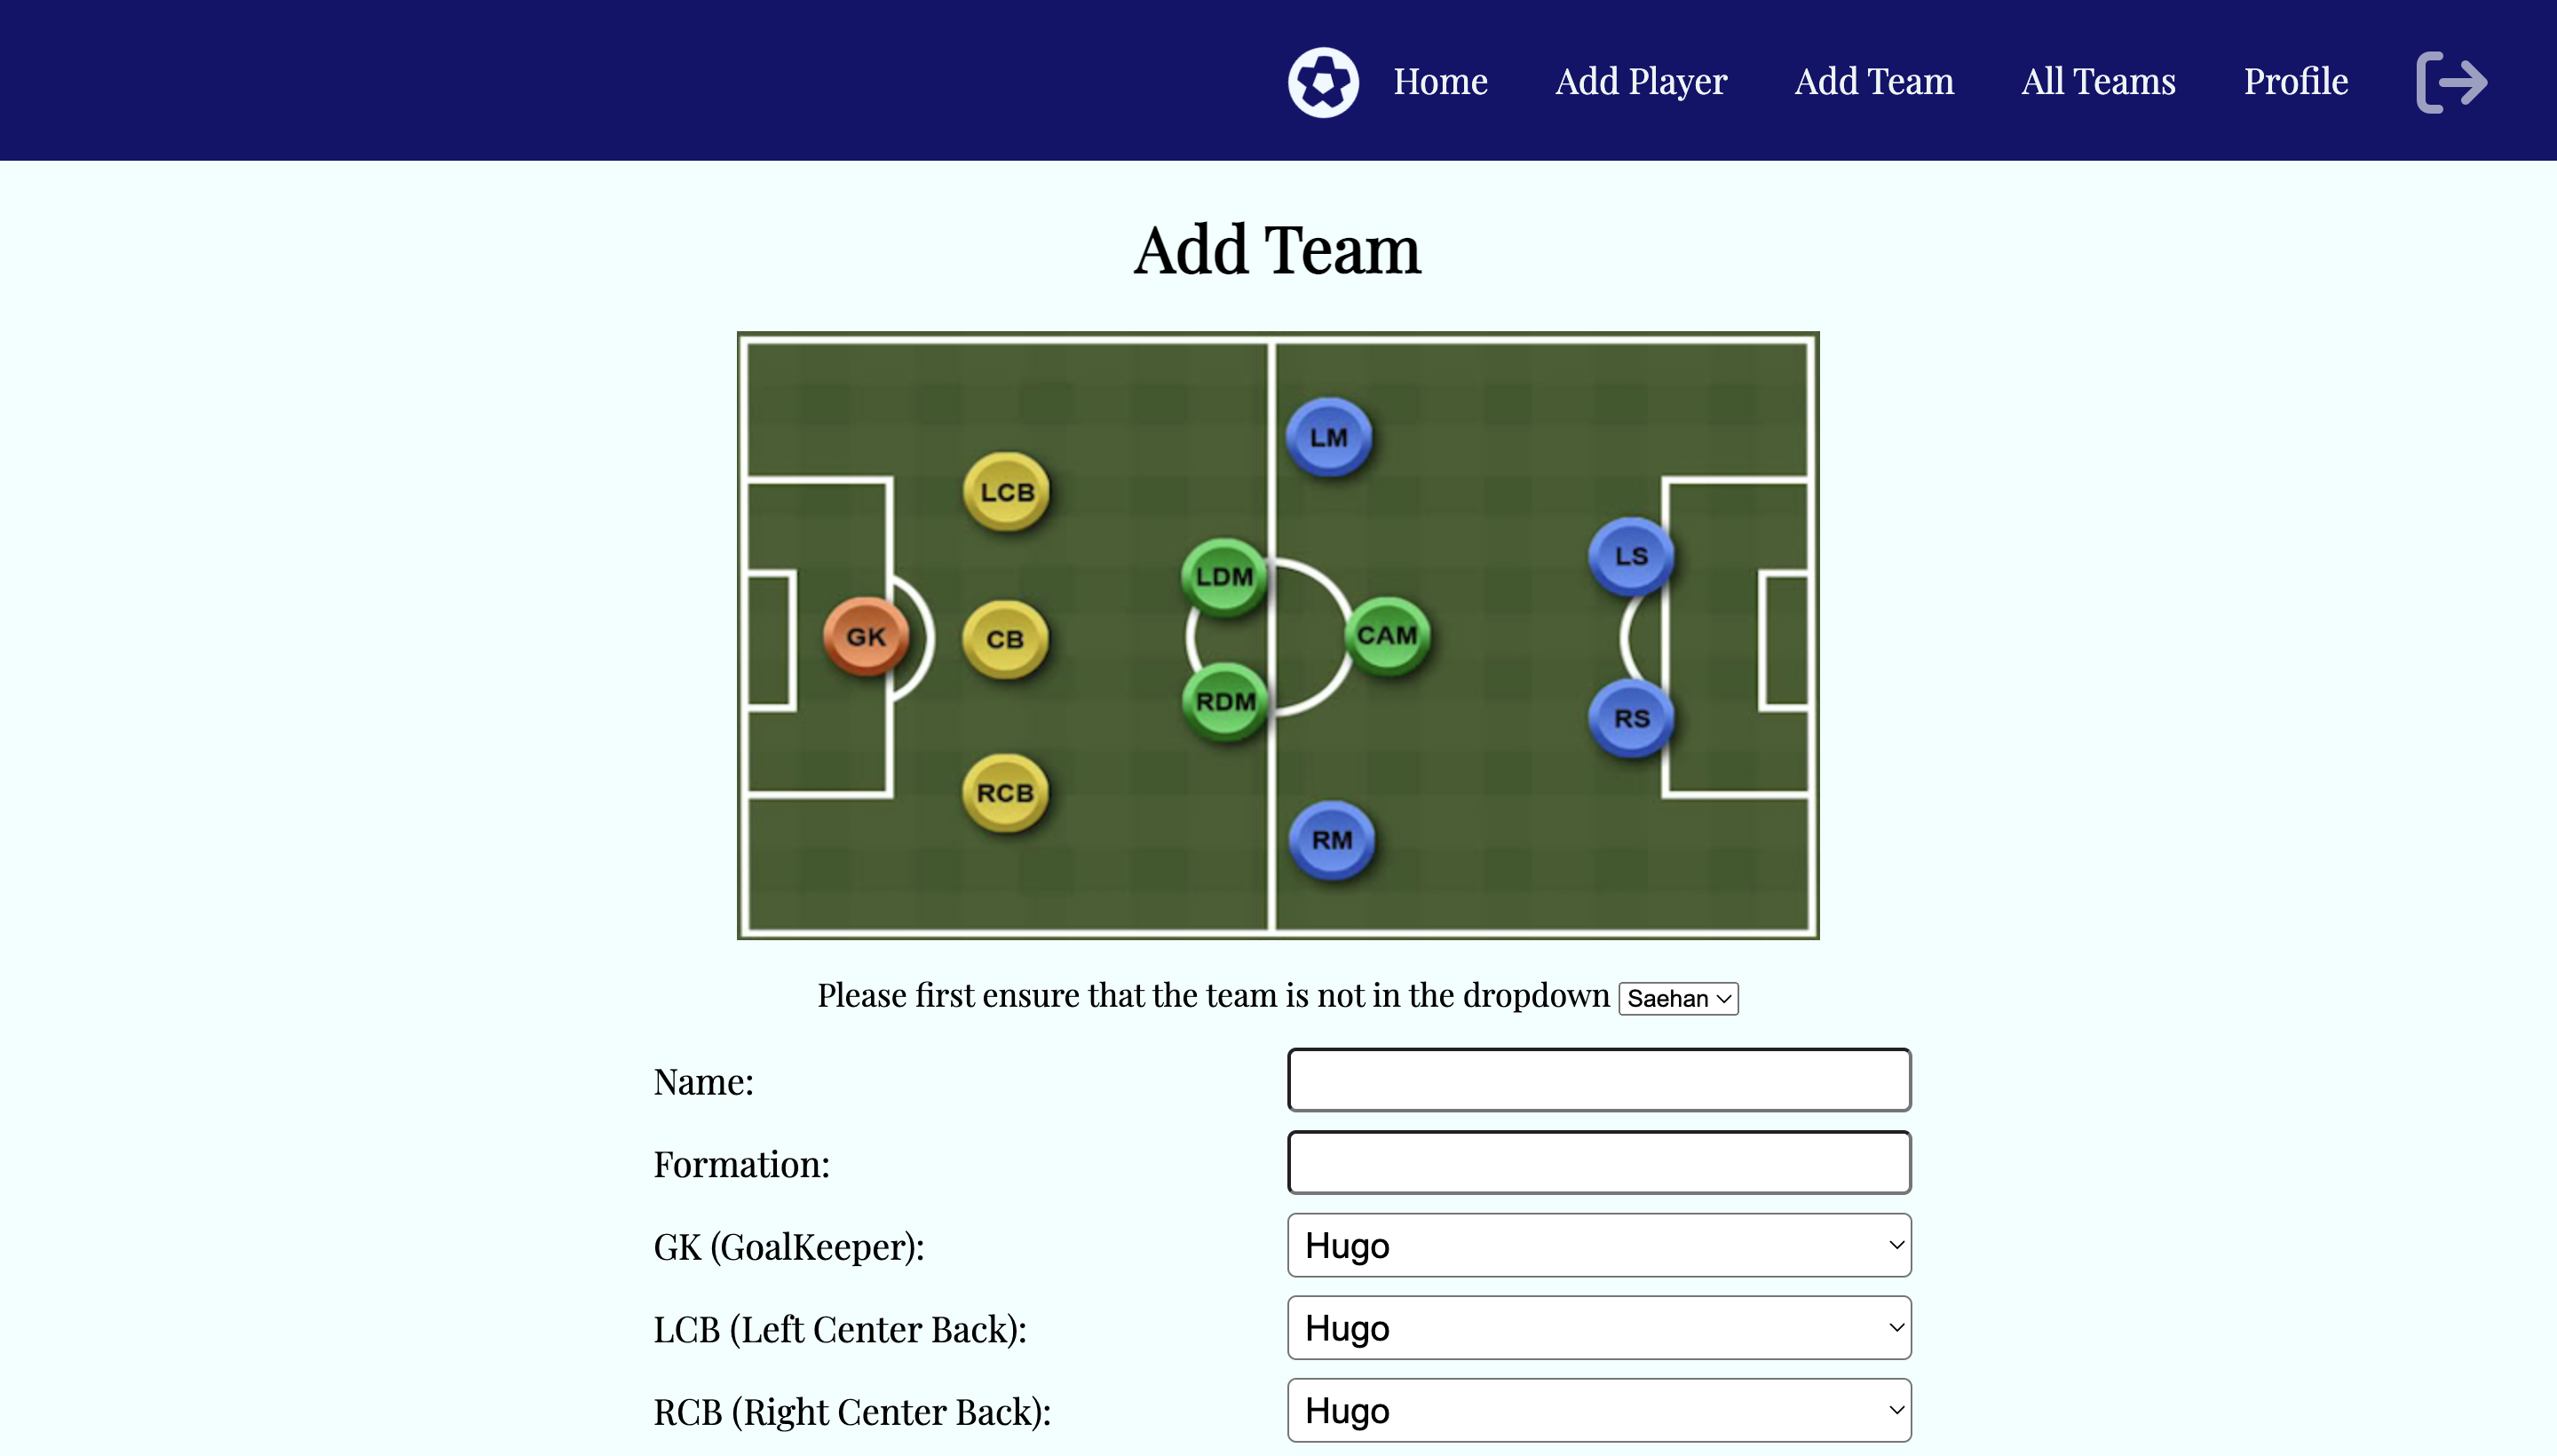 Home Add Player Add Team All Teams Profile
Add Team
LM
LCB
LS
LDM
GK CB CAM
RDM
RS
RCB
RM
Please first ensure that the team is not in the dropdown Saehan
Name:
Formation:
GK (GoalKeeper): Hugo
LCB (Left Center Back): Hugo
RCB (Right Center Back): Hugo